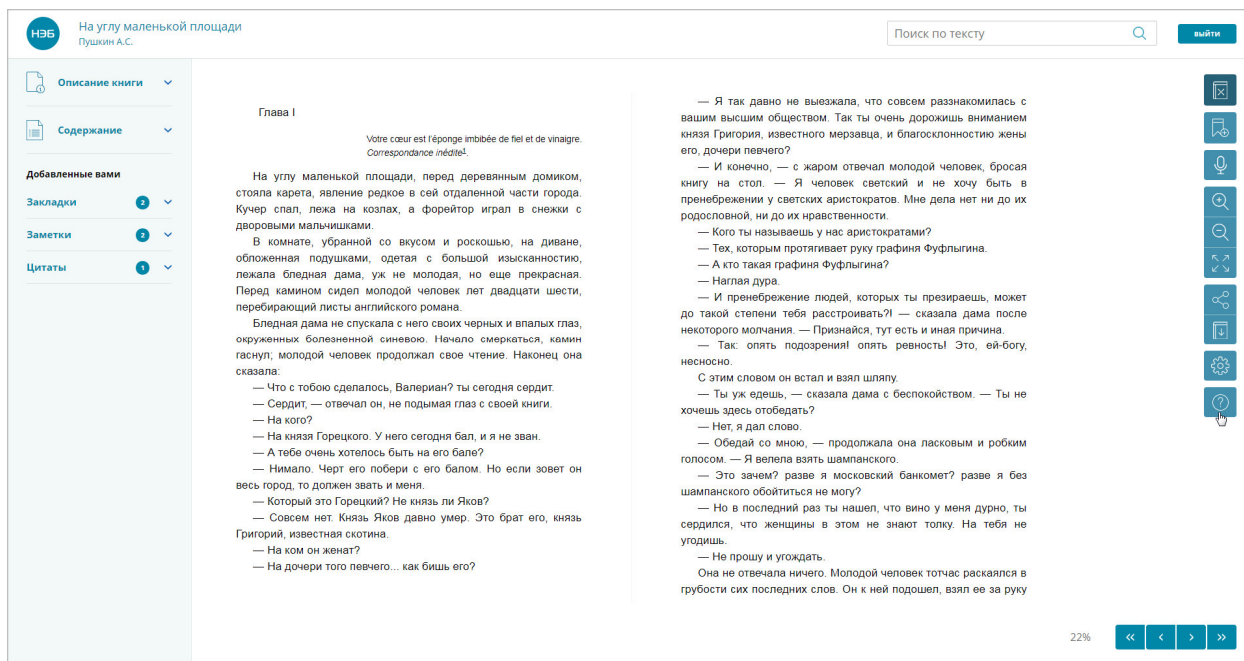 НЭБ
На углу маленькой площади
Пушкин А.С.
Поиск по тексту
выйти
Описание книги
Содержание
Добавленные вами
Закладки 2
Заметки 2
Цитаты 1
Глава I
Votre cœur est l'éponge imbibée de fiel et de vinaigre.
Correspondance inédite1.
На углу маленькой площади, перед деревянным домиком,
стояла карета, явление редкое в сей отдаленной части города.
Кучер спал, лежа на козлах, а форейтор играл в снежки с
дворовыми мальчишками.
В комнате, убранной со вкусом и роскошью, на диване,
обложенная подушками, одетая с большой изысканностию,
лежала бледная дама, уж не молодая, но еще прекрасная.
Перед камином сидел молодой человек лет двадцати шести,
перебирающий листы английского романа.
Бледная дама не спускала с него своих черных и впалых глаз,
окруженных болезненной синевою. Начало смеркаться, камин
гаснул; молодой человек продолжал свое чтение. Наконец она
сказала:
— Что с тобою сделалось, Валериан? ты сегодня сердит.
— Сердит, — отвечал он, не подымая глаз с своей книги.
— На кого?
— На князя Горецкого. У него сегодня бал, и я не зван.
— А тебе очень хотелось быть на его бале?
— Нимало. Черт его побери с его балом. Но если зовет он
весь город, то должен звать и меня.
— Который это Горецкий? Не князь ли Яков?
— Совсем нет. Князь Яков давно умер. Это брат его, князь
Григорий, известная скотина.
— На ком он женат?
— На дочери того певчего... как бишь его?
— Я так давно не выезжала, что совсем раззнакомилась с
вашим высшим обществом. Так ты очень дорожишь вниманием
князя Григория, известного мерзавца, и благосклонностию жены
его, дочери певчего?
— И конечно, — с жаром отвечал молодой человек, бросая
книгу на стол. — Я человек светский и не хочу быть в
пренебрежении у светских аристократов. Мне дела нет ни до их
родословной, ни до их нравственности.
— Кого ты называешь у нас аристократами?
— Тех, которым протягивает руку графиня Фуфлыгина.
— А кто такая графиня Фуфлыгина?
— Наглая дура.
— И пренебрежение людей, которых ты презираешь, может
до такой степени тебя расстроивать?! — сказала дама после
некоторого молчания. — Признайся, тут есть и иная причина.
— Так: опять подозрения! опять ревность! Это, ей-богу,
несносно.
С этим словом он встал и взял шляпу.
— Ты уж едешь, — сказала дама с беспокойством. — Ты не
хочешь здесь отобедать?
— Нет, я дал слово.
— Обедай со мною, — продолжала она ласковым и робким
голосом. — Я велела взять шампанского.
— Это зачем? разве я московский банкомет? разве я без
шампанского обойтиться не могу?
— Но в последний раз ты нашел, что вино у меня дурно, ты
сердился, что женщины в этом не знают толку. На тебя не
угодишь.
— Не прошу и угождать.
Она не отвечала ничего. Молодой человек тотчас раскаялся в
грубости сих последних слов. Он к ней подошел, взял ее за руку
22%